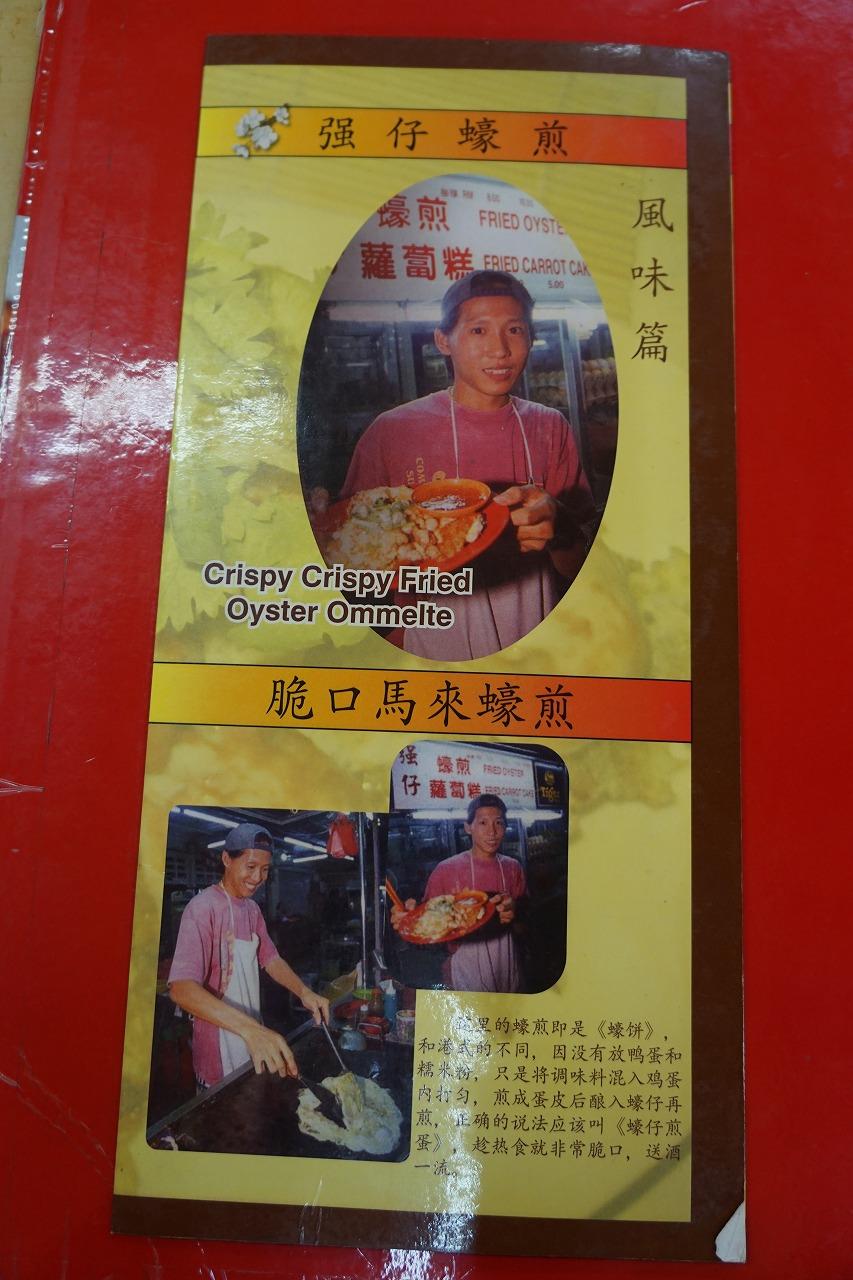 强仔蠔煎
風味篇
蠔煎 FRIED OYSTE
蘿蔔糕 FRIED CARROT CAK
5.00
Crispy Crispy Fried
Oyster Ommelte
脆口馬來蠔煎
强仔 蠔煎 FRIED OYSTER
蘿蔔糕 FRIED CARROT CAKE
Tiger
里的蠔煎即是《蠔饼》，
和港式的不同，因没有放鸭蛋和
糯米粉，只是将调味料混入鸡蛋
内打匀，煎成蛋皮后酿入蠔仔再
煎，正确的说法应该叫《蠔仔煎
蛋》，趁热食就非常脆口，送酒
一流。